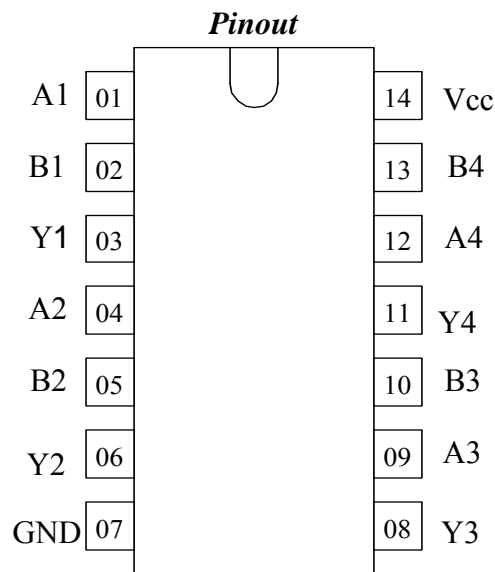 Pinout
A1 01 14 Vcc
B1 02 13 B4
Y1 03 12 A4
A2 04 11 Y4
B2 05 10 B3
Y2 06 09 A3
GND 07 08 Y3